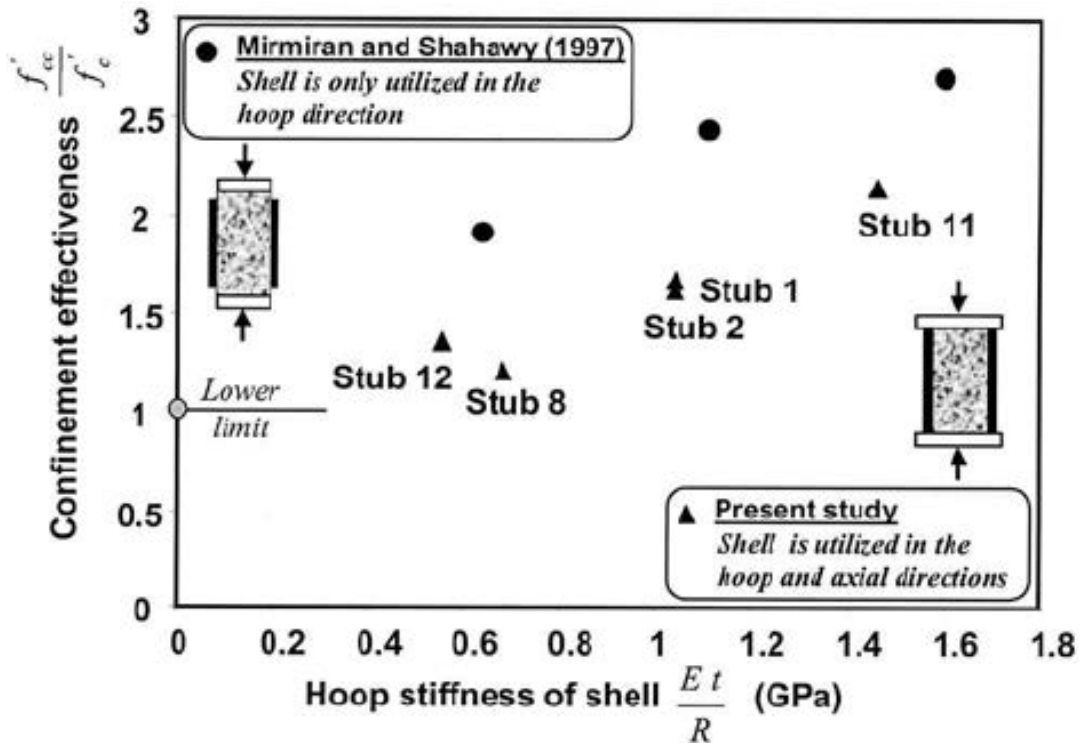 3
2.5
2
1.5
1
0.5
0
Confinement effectiveness f'cc / f'c
Mirmiran and Shahawy (1997)
Shell is only utilized in the
hoop direction
Stub 11
Stub 1
Stub 2
Stub 12
Stub 8
Lower
limit
Present study
Shell is utilized in the
hoop and axial directions
0 0.2 0.4 0.6 0.8 1 1.2 1.4 1.6 1.8
Hoop stiffness of shell E t / R (GPa)